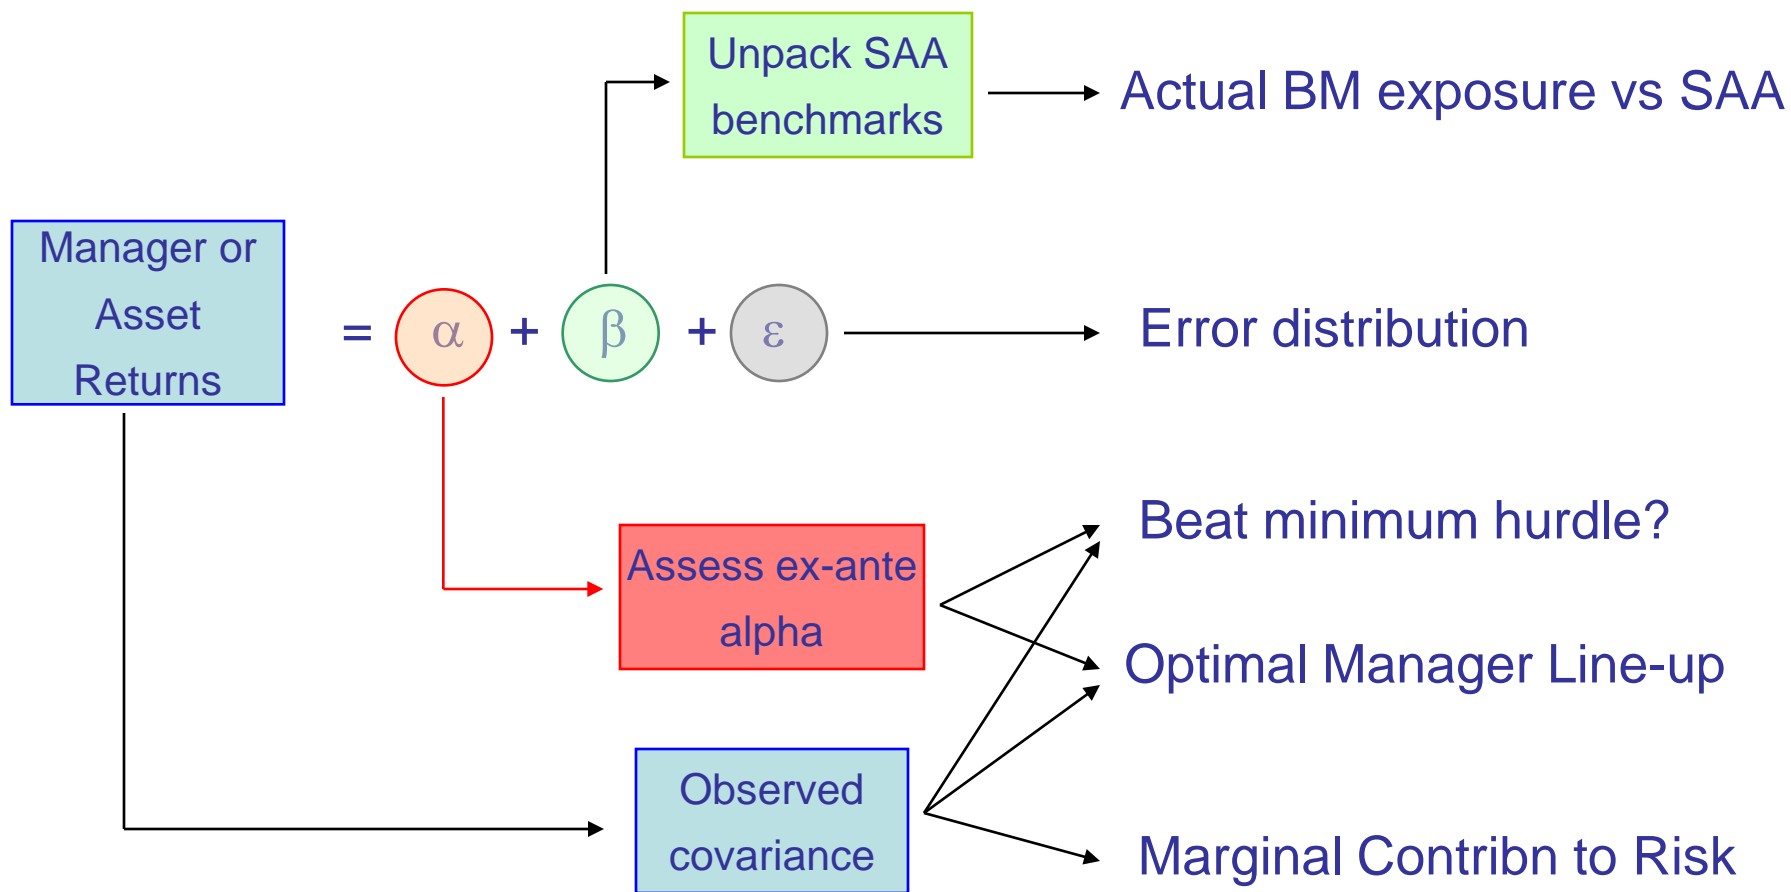 Unpack SAA
benchmarks
Actual BM exposure vs SAA
Manager or
Asset
Returns
= α + β + ε
Error distribution
Assess ex-ante
alpha
Beat minimum hurdle?
Optimal Manager Line-up
Observed
covariance
Marginal Contribn to Risk